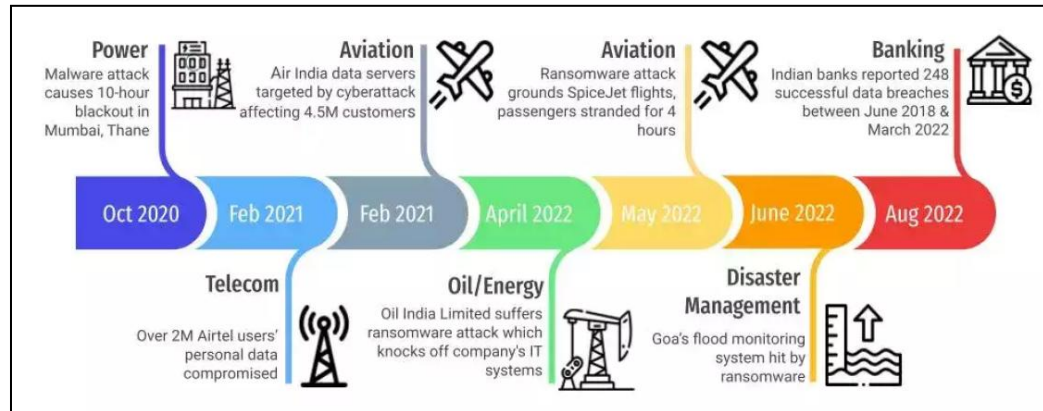 Power
Malware attack
causes 10-hour
blackout in
Mumbai, Thane
Aviation
Air India data servers
targeted by cyberattack
affecting 4.5M customers
Aviation
Ransomware attack
grounds SpiceJet flights,
passengers stranded for 4
hours
Banking
Indian banks reported 248
successful data breaches
between June 2018 &
March 2022
Oct 2020
Feb 2021
Feb 2021
April 2022
May 2022
June 2022
Aug 2022
Telecom
Over 2M Airtel users'
personal data
compromised
Oil/Energy
Oil India Limited suffers
ransomware attack which
knocks off company's IT
systems
Disaster
Management
Goa's flood monitoring
system hit by
ransomware
$